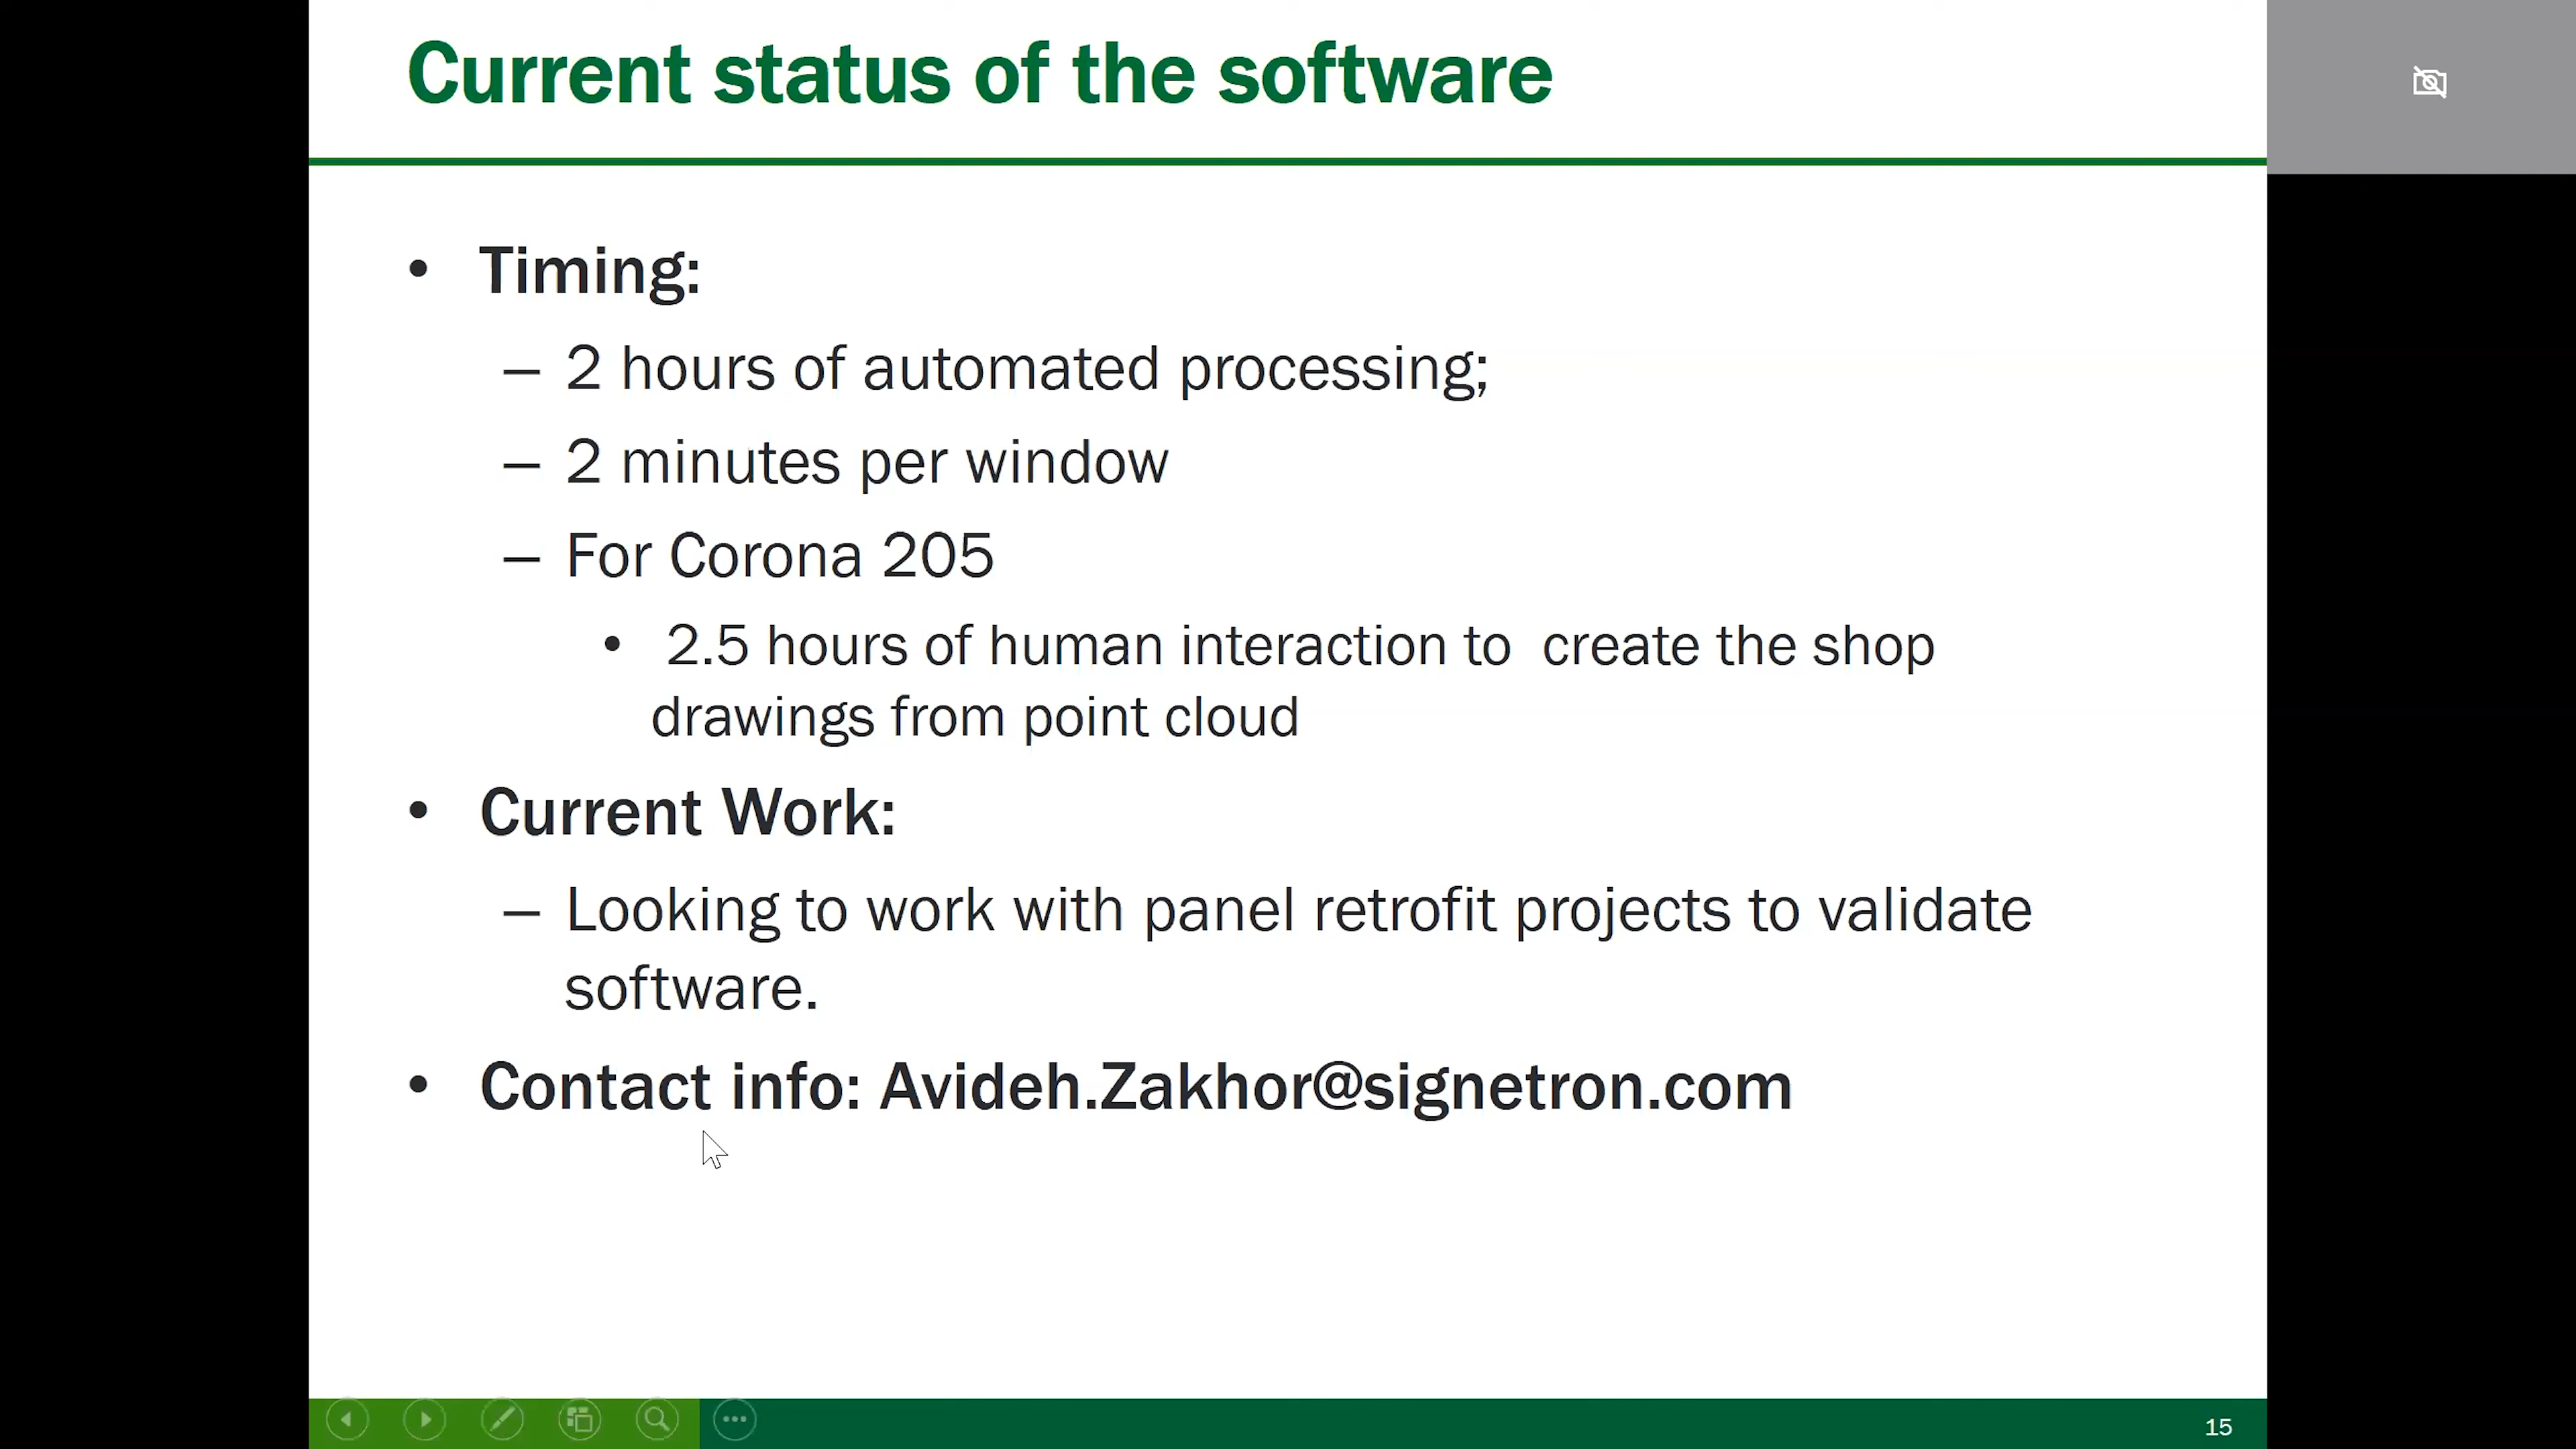 Current status of the software
• Timing:
– 2 hours of automated processing;
– 2 minutes per window
– For Corona 205
• 2.5 hours of human interaction to  create the shop
drawings from point cloud
• Current Work:
– Looking to work with panel retrofit projects to validate
software.
• Contact info: Avideh.Zakhor@signetron.com
15